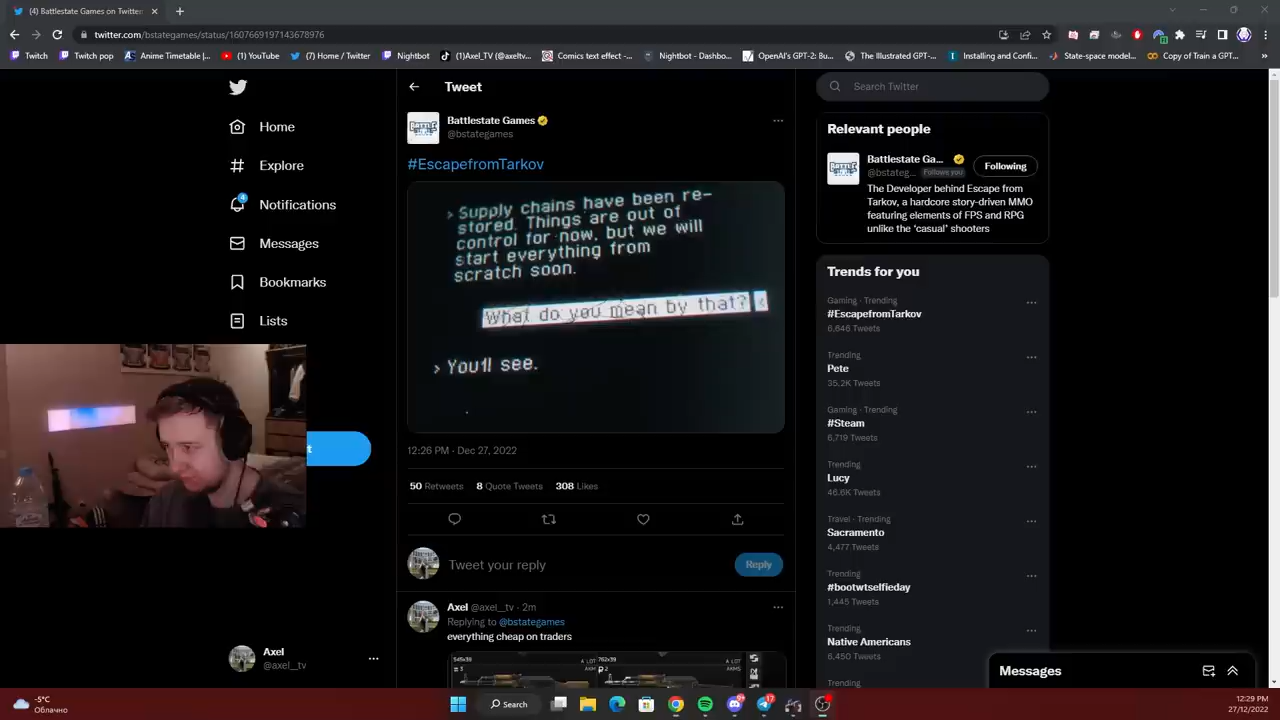 (4) Battlestate Games on Twitter
twitter.com/bstategames/status/1607669197143678976
Twitch
Twitch pop
Anime Timetable |...
(1) YouTube
(7) Home / Twitter
Nightbot
(1)Axel_TV (@axeltv...
Comics text effect -...
Nightbot - Dashbo...
OpenAI's GPT-2: Bu...
The Illustrated GPT-...
Installing and Confi...
State-space model...
Copy of Train a GPT...
Home
Explore
4
Notifications
Messages
Bookmarks
Lists
t
Axel
@axel__tv
Tweet
Battlestate Games
@bstategames
#EscapefromTarkov
> Supply chains have been re-
stored. Things are out of
control for now, but we will
start everything from
scratch soon.
What do you mean by that? <
> You'll see.
12:26 PM · Dec 27, 2022
50 Retweets 8 Quote Tweets 308 Likes
Tweet your reply
Reply
Axel @axel__tv · 2m
Replying to @bstategames
everything cheap on traders
545x39
A LOT
AKM
762x39
A LOT
AKMS
Search Twitter
Relevant people
Battlestate Ga...
@bstateg... Follows you
Following
The Developer behind Escape from
Tarkov, a hardcore story-driven MMO
featuring elements of FPS and RPG
unlike the 'casual' shooters
Trends for you
Gaming · Trending
#EscapefromTarkov
6,646 Tweets
Trending
Pete
35.2K Tweets
Gaming · Trending
#Steam
6,719 Tweets
Trending
Lucy
46.6K Tweets
Travel · Trending
Sacramento
4,477 Tweets
Trending
#bootwtselfieday
1,445 Tweets
Trending
Native Americans
6,450 Tweets
Trending
Messages
-5°C
Облачно
Search
17
12:29 PM
27/12/2022